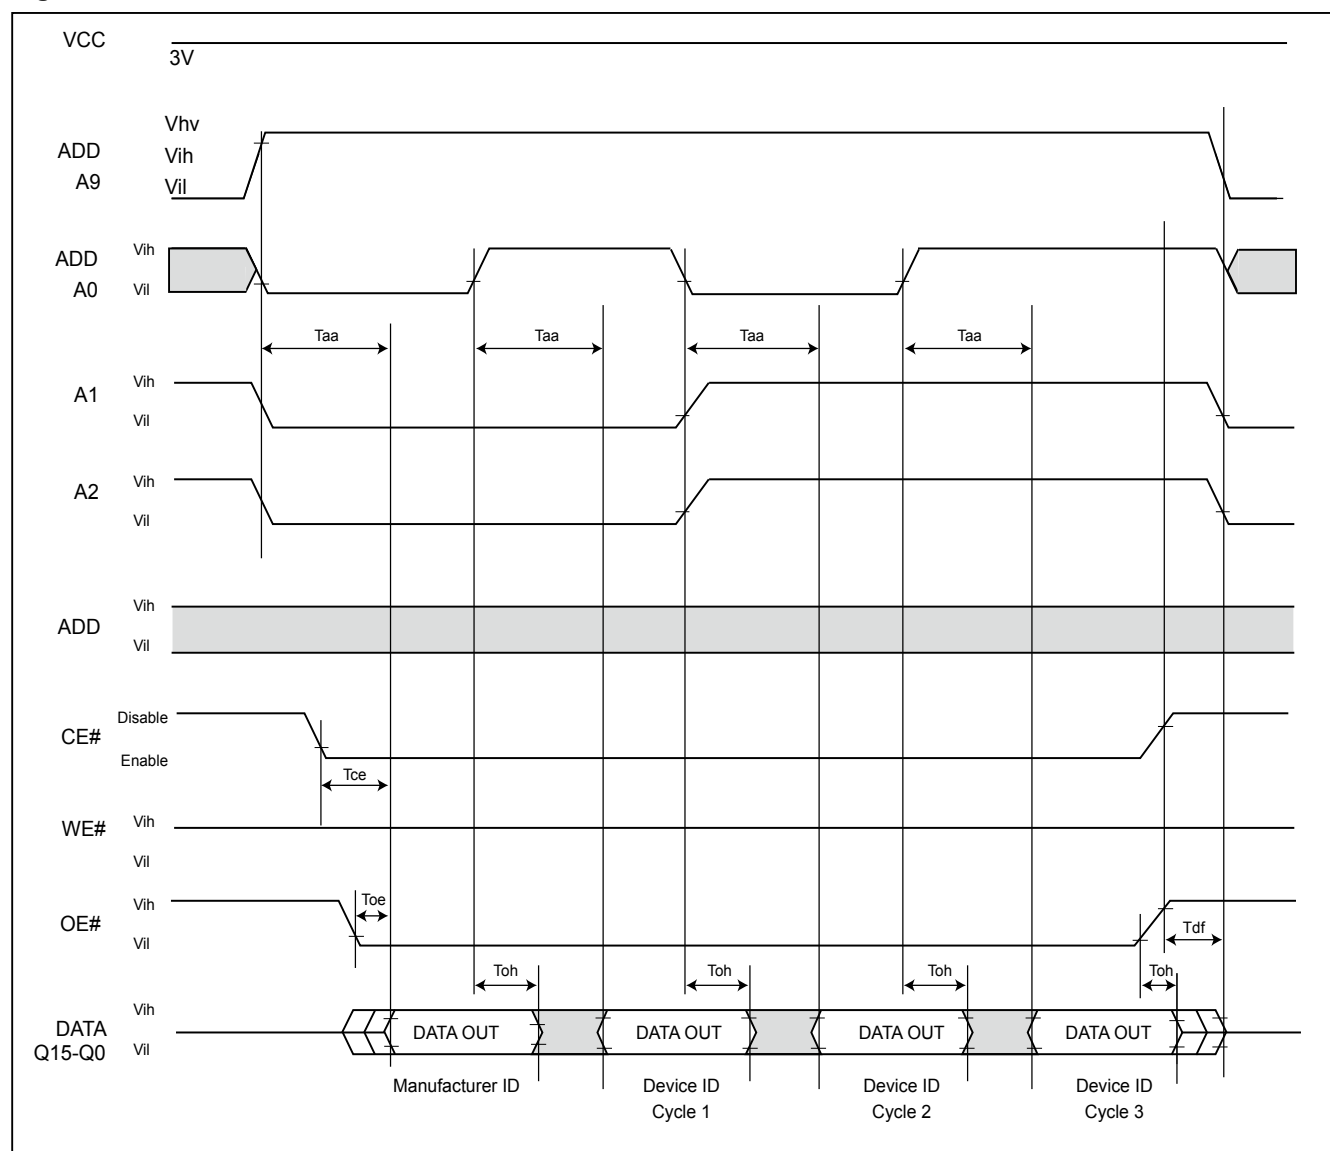 VCC
3V
Vhv
ADD
Vih
A9
Vil
Vih
ADD
A0
Vil
Taa
Taa
Taa
Taa
Vih
A1
Vil
Vih
A2
Vil
Vih
ADD
Vil
Disable
CE#
Enable
Tce
WE#
Vih
Vil
Toe
Vih
OE#
Vil
Tdf
Toh
Toh
Toh
Toh
Vih
DATA
Q15-Q0
Vil
DATA OUT
DATA OUT
DATA OUT
DATA OUT
Manufacturer ID
Device ID
Cycle 1
Device ID
Cycle 2
Device ID
Cycle 3